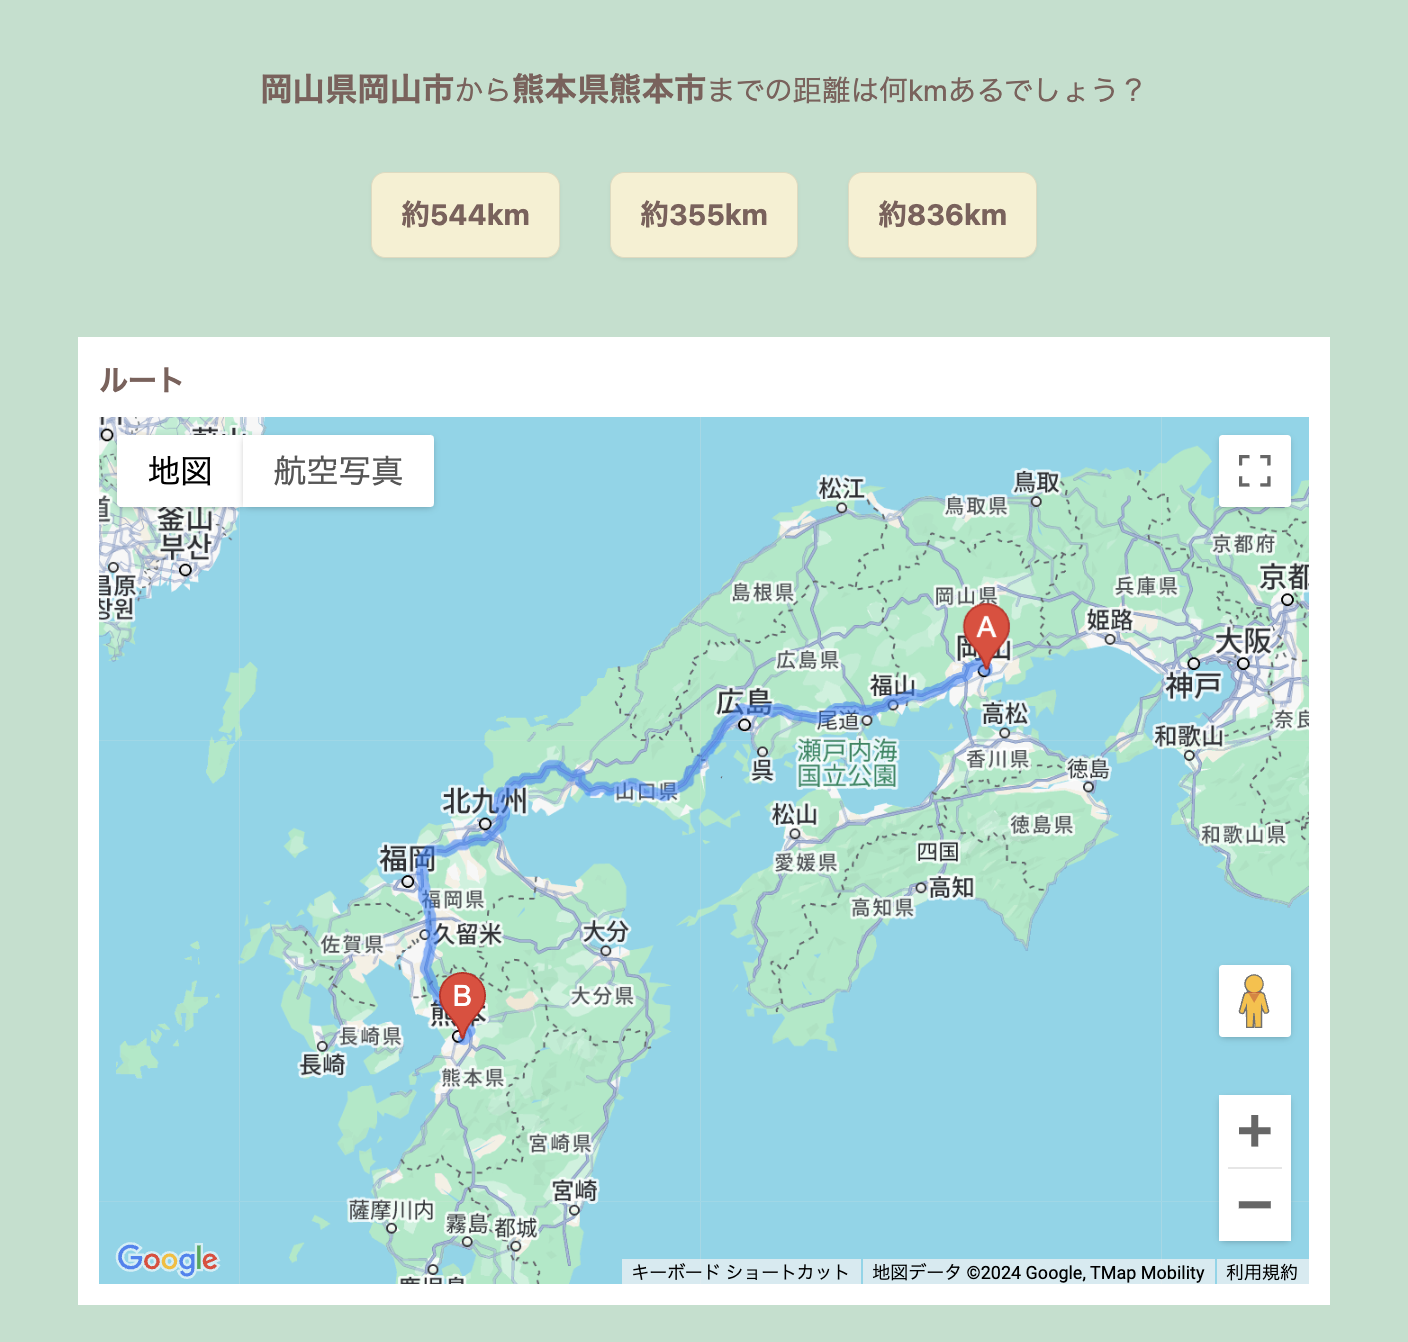 岡山県岡山市から熊本県熊本市までの距離は何kmあるでしょう？
約544km
約355km
約836km
ルート
地図
航空写真
釜山
부산
道
昌原
창원
松江
鳥取
鳥取県
京都府
京都
兵庫県
島根県
岡山県
姫路
A
岡山
大阪
広島県
神戸
福山
広島
尾道
高松
奈良
和歌山
瀬戸内海
国立公園
香川県
徳島
呉
山口県
北九州
松山
徳島県
和歌山県
四国
愛媛県
福岡
高知
福岡県
高知県
久留米
大分
佐賀県
B
大分県
熊本
長崎県
長崎
熊本県
宮崎県
宮崎
薩摩川内
霧島
都城
鹿児島
Google
キーボード ショートカット
地図データ ©2024 Google, TMap Mobility
利用規約